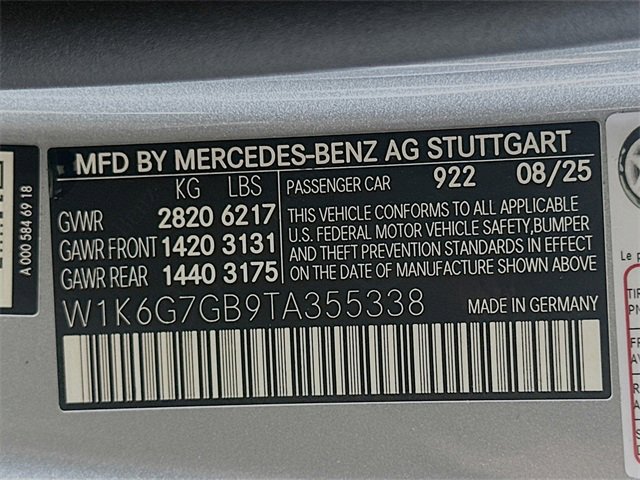 MFD BY MERCEDES-BENZ AG STUTTGART
KG LBS
GVWR 2820 6217
GAWR FRONT 1420 3131
GAWR REAR 1440 3175
PASSENGER CAR 922 08/25
THIS VEHICLE CONFORMS TO ALL APPLICABLE
U.S. FEDERAL MOTOR VEHICLE SAFETY, BUMPER
AND THEFT PREVENTION STANDARDS IN EFFECT
ON THE DATE OF MANUFACTURE SHOWN ABOVE.
W1K6G7GB9TA355338
MADE IN GERMANY
A 000 584 69 18
Le p